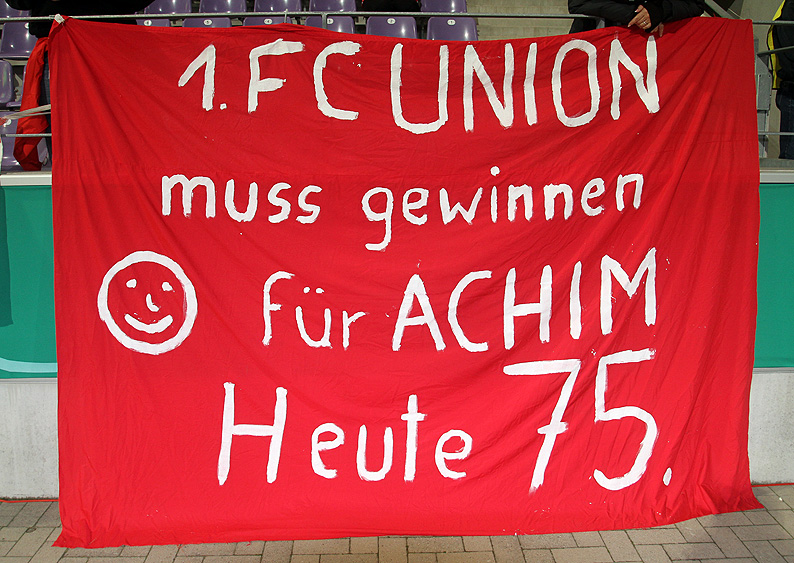 1. FC UNION
muss gewinnen
für ACHIM
Heute 75.